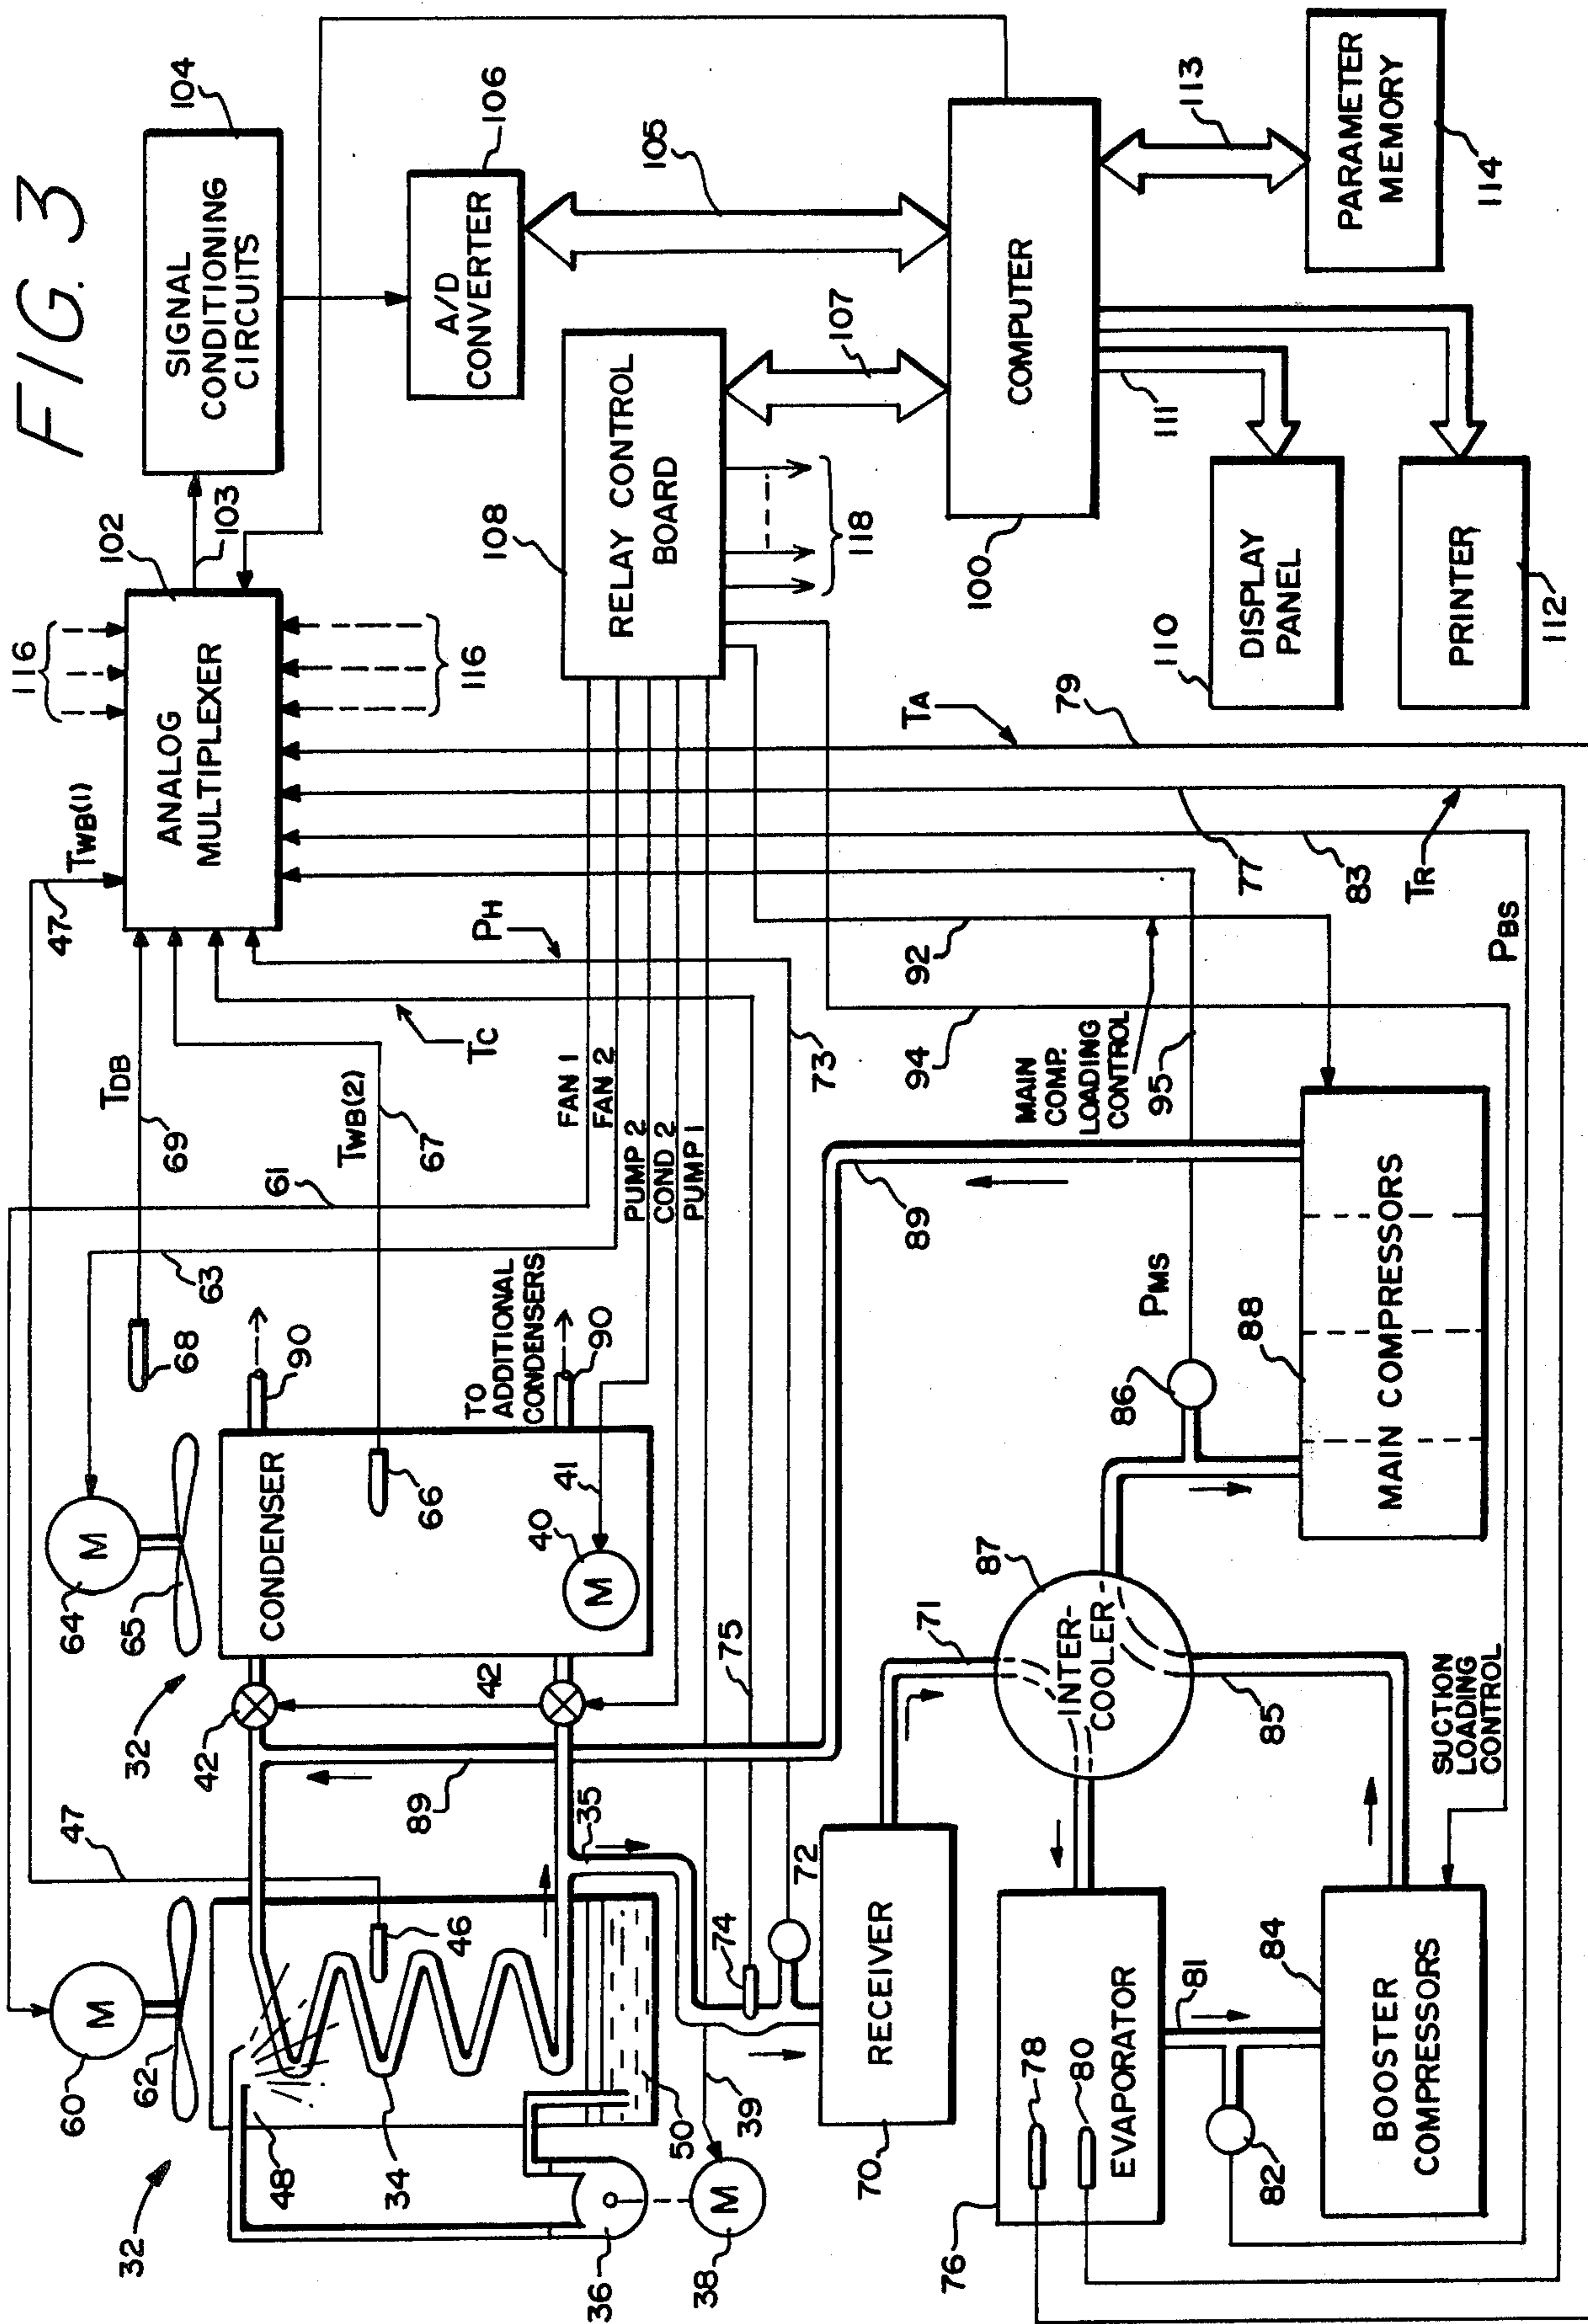 FIG. 3
116
47
TWB(1)
102
ANALOG
MULTIPLEXER
103
116
104
SIGNAL
CONDITIONING
CIRCUITS
106
A/D
CONVERTER
105
108
RELAY CONTROL
BOARD
107
118
100
COMPUTER
113
PARAMETER
MEMORY
114
111
110
DISPLAY
PANEL
PRINTER
112
TDB
69
TWB(2)
67
TC
PH
61
63
68
FAN 1
FAN 2
PUMP 2
COND 2
PUMP 1
73
TA
79
77
TR
83
PBS
92
94
MAIN
COMP.
LOADING
CONTROL
95
M
64
65
CONDENSER
66
90
TO
ADDITIONAL
CONDENSERS
90
41
40
M
32
42
42
47
M
60
62
46
48
34
50
32
36
M
38
39
35
89
89
75
74
72
RECEIVER
70
71
87
INTER-
COOLER
85
86
PMS
88
MAIN COMPRESSORS
76
78
80
EVAPORATOR
81
82
84
BOOSTER
COMPRESSORS
SUCTION
LOADING
CONTROL